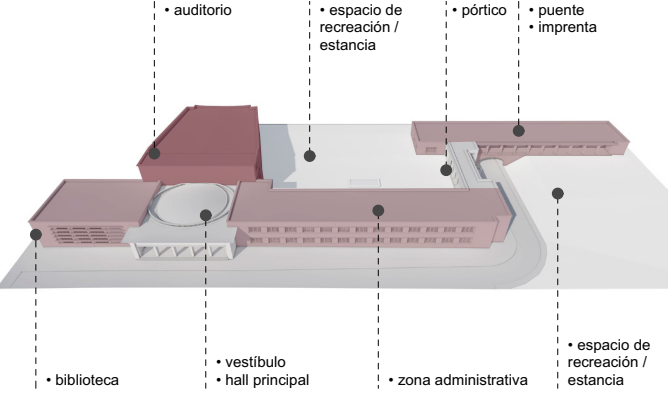 • auditorio
• espacio de
recreación /
estancia
• pórtico
• puente
• imprenta
• biblioteca
• vestíbulo
• hall principal
• zona administrativa
• espacio de
recreación /
estancia